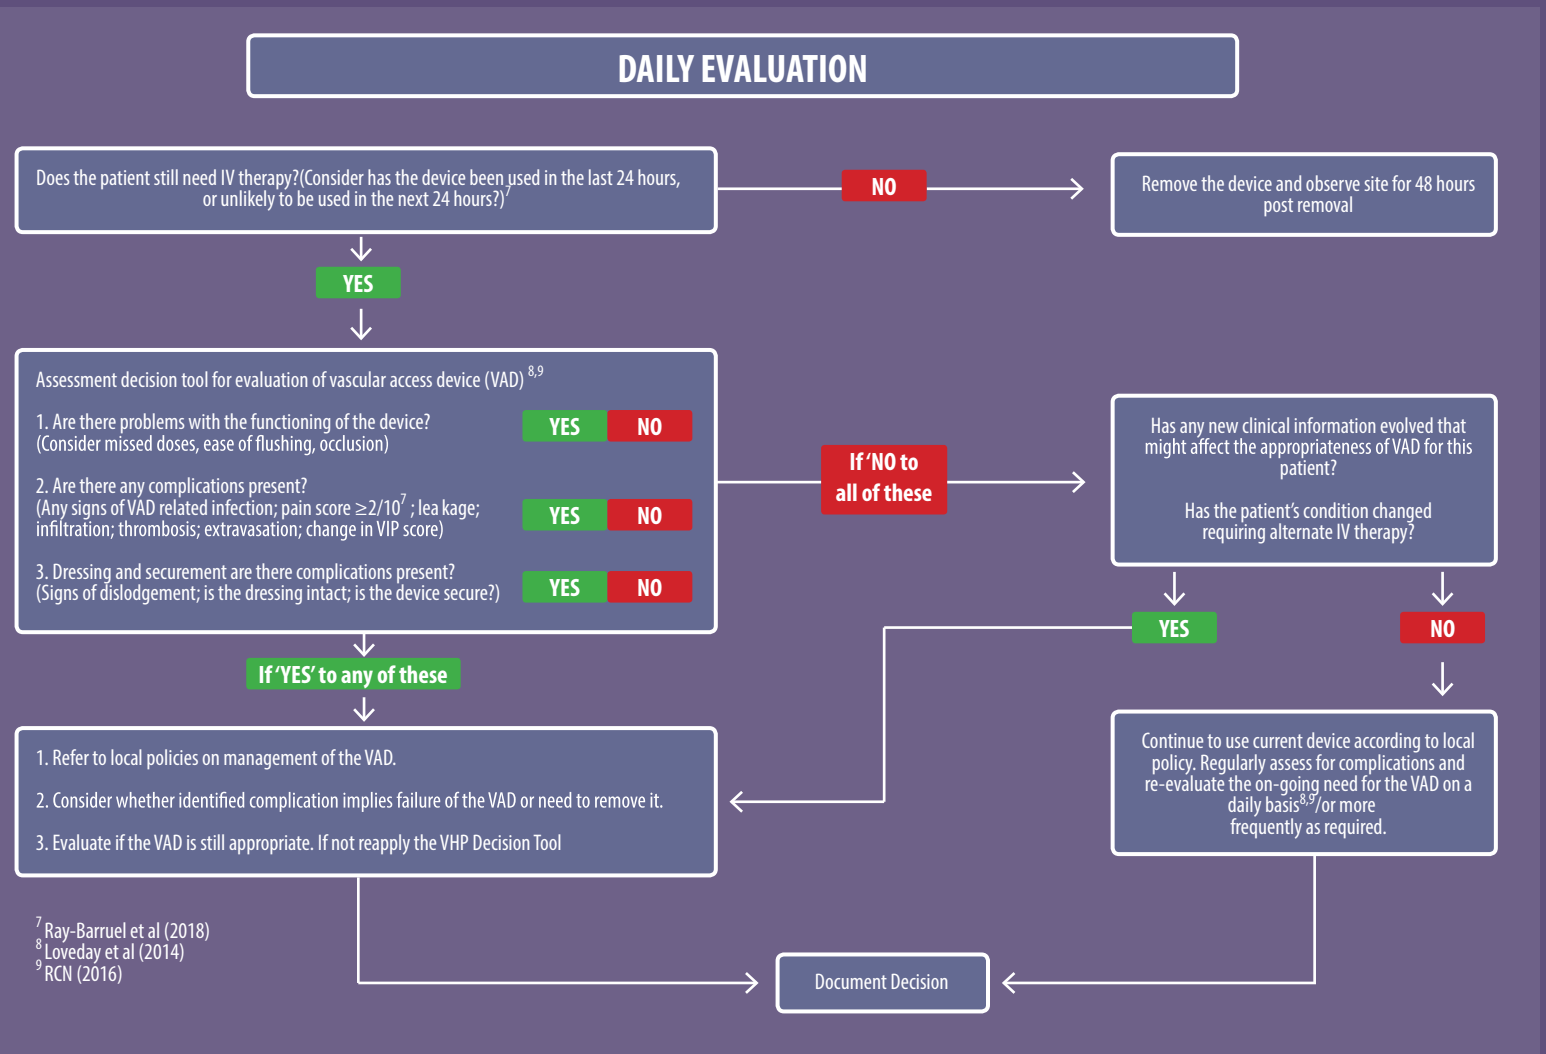 DAILY EVALUATION
Does the patient still need IV therapy?(Consider has the device been used in the last 24 hours,
or unlikely to be used in the next 24 hours?)7
NO
Remove the device and observe site for 48 hours
post removal
YES
Assessment decision tool for evaluation of vascular access device (VAD) 8,9
1. Are there problems with the functioning of the device?
(Consider missed doses, ease of flushing, occlusion)
YES NO
2. Are there any complications present?
(Any signs of VAD related infection; pain score ≥2/107 ; lea kage;
infiltration; thrombosis; extravasation; change in VIP score)
YES NO
3. Dressing and securement are there complications present?
(Signs of dislodgement; is the dressing intact; is the device secure?)
YES NO
If ‘NO to
all of these
Has any new clinical information evolved that
might affect the appropriateness of VAD for this
patient?
Has the patient’s condition changed
requiring alternate IV therapy?
YES
NO
If ‘YES’ to any of these
1. Refer to local policies on management of the VAD.
2. Consider whether identified complication implies failure of the VAD or need to remove it.
3. Evaluate if the VAD is still appropriate. If not reapply the VHP Decision Tool
Continue to use current device according to local
policy. Regularly assess for complications and
re-evaluate the on-going need for the VAD on a
daily basis8,9/or more
frequently as required.
7 Ray-Barruel et al (2018)
8 Loveday et al (2014)
9 RCN (2016)
Document Decision